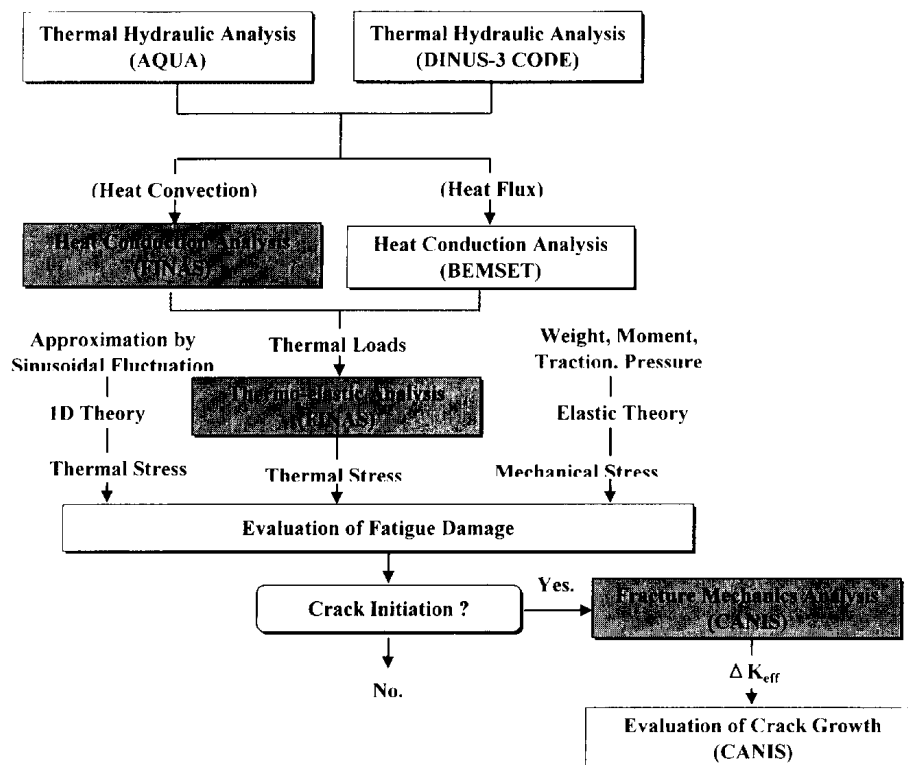 Thermal Hydraulic Analysis
(AQUA)
Thermal Hydraulic Analysis
(DINUS-3 CODE)
(Heat Convection)
(Heat Flux)
Heat Conduction Analysis
(FINAS)
Heat Conduction Analysis
(BEMSET)
Approximation by
Sinusoidal Fluctuation
Thermal Loads
Weight, Moment,
Traction, Pressure
1D Theory
Thermo-elastic Analysis
(FINAS)
Elastic Theory
Thermal Stress
Thermal Stress
Mechanical Stress
Evaluation of Fatigue Damage
Crack Initiation ?
Yes.
Fracture Mechanics Analysis
(CANIS)
No.
Δ K_eff
Evaluation of Crack Growth
(CANIS)